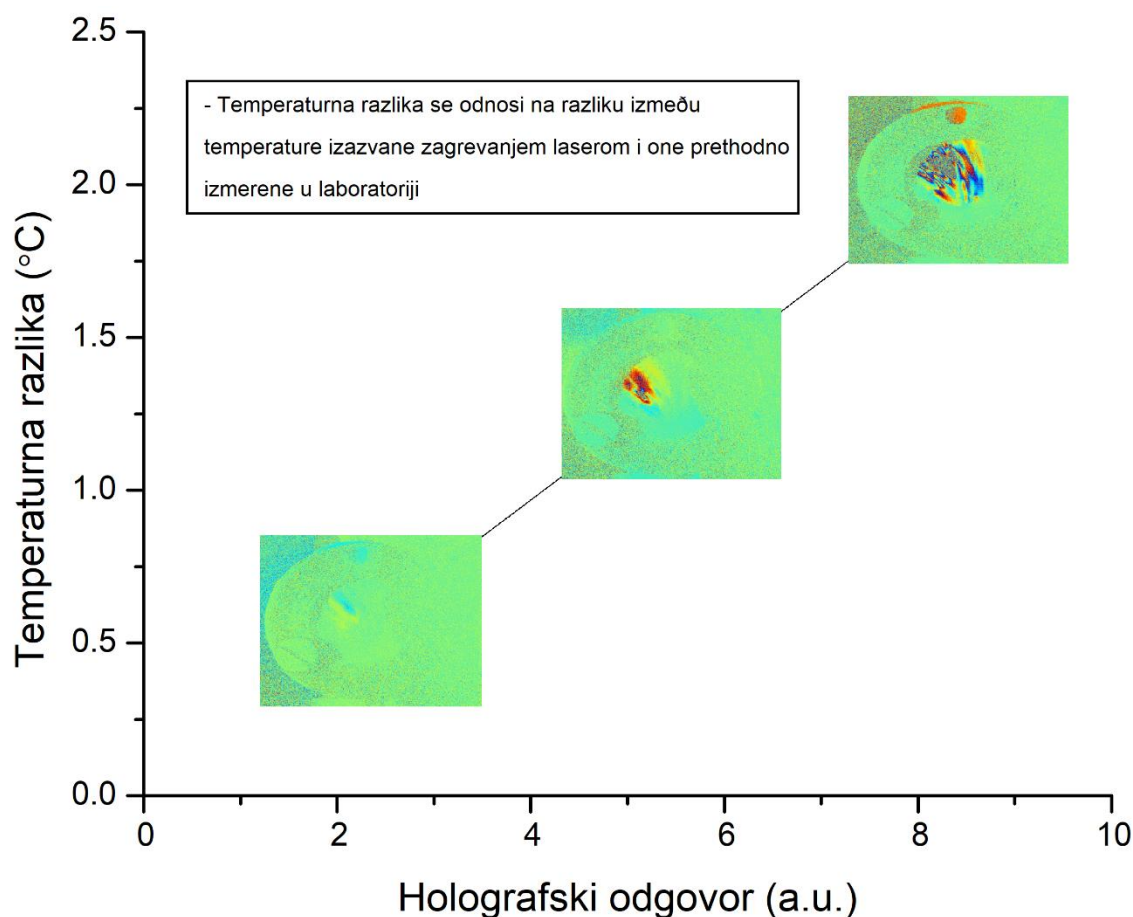 2.5
- Temperaturna razlika se odnosi na razliku izmeðu
temperature izazvane zagrevanjem laserom i one prethodno
izmerene u laboratoriji
2.0
1.5
1.0
0.5
0.0
Temperaturna razlika (°C)
0 2 4 6 8 10
Holografski odgovor (a.u.)